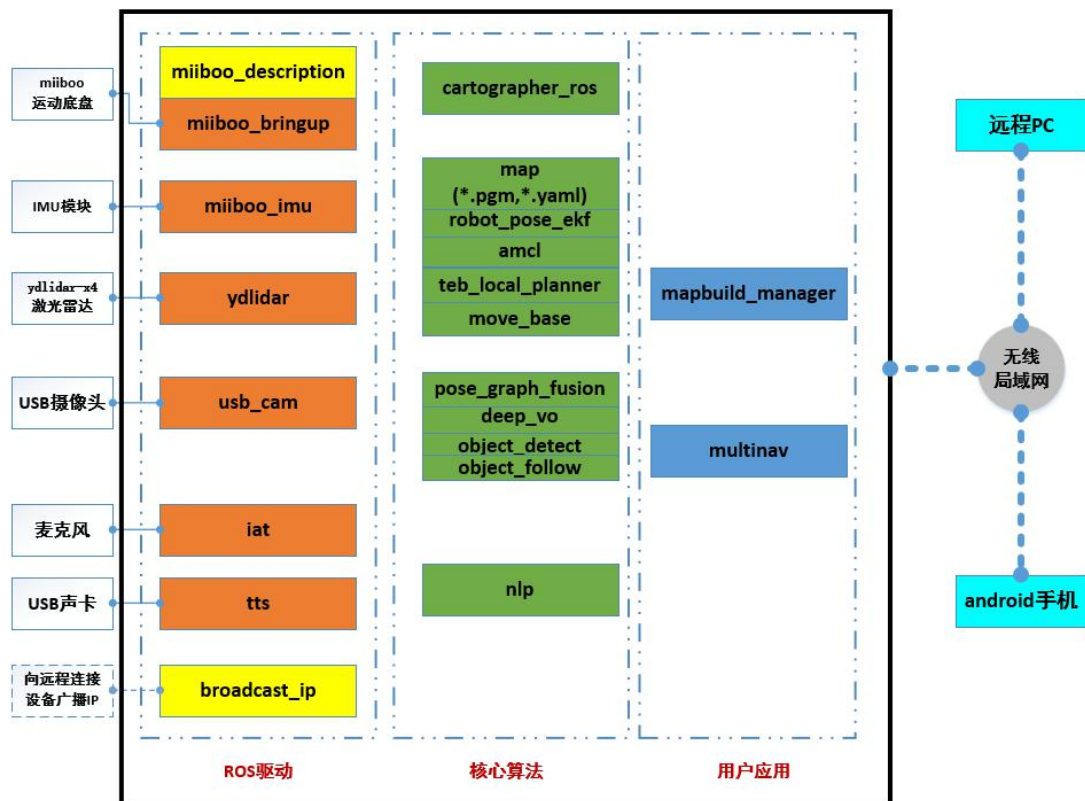 miiboo
运动底盘
IMU模块
ydlidar-x4
激光雷达
USB摄像头
麦克风
USB声卡
向远程连接
设备广播IP
miiboo_description
miiboo_bringup
miiboo_imu
ydlidar
usb_cam
iat
tts
broadcast_ip
ROS驱动
cartographer_ros
map
(*.pgm,*.yaml)
robot_pose_ekf
amcl
teb_local_planner
move_base
pose_graph_fusion
deep_vo
object_detect
object_follow
nlp
核心算法
mapbuild_manager
multinav
用户应用
远程PC
无线
局域网
android手机